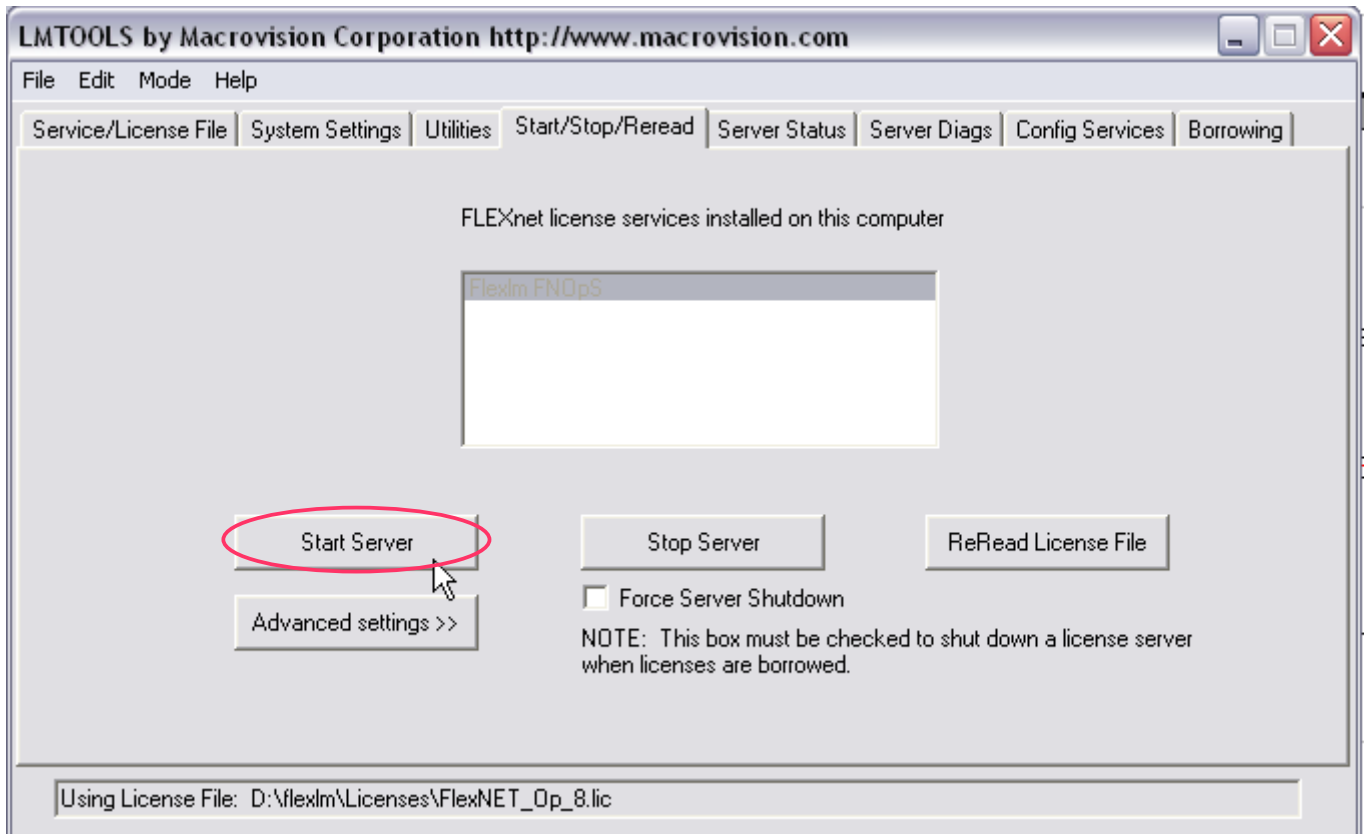 LMTOOLS by Macrovision Corporation http://www.macrovision.com
File Edit Mode Help
Service/License File System Settings Utilities Start/Stop/Reread Server Status Server Diags Config Services Borrowing
FLEXnet license services installed on this computer
Flexlm FNOpS
Start Server Stop Server ReRead License File
Advanced settings >> Force Server Shutdown
NOTE: This box must be checked to shut down a license server
when licenses are borrowed.
Using License File: D:\flexlm\Licenses\FlexNET_Op_8.lic